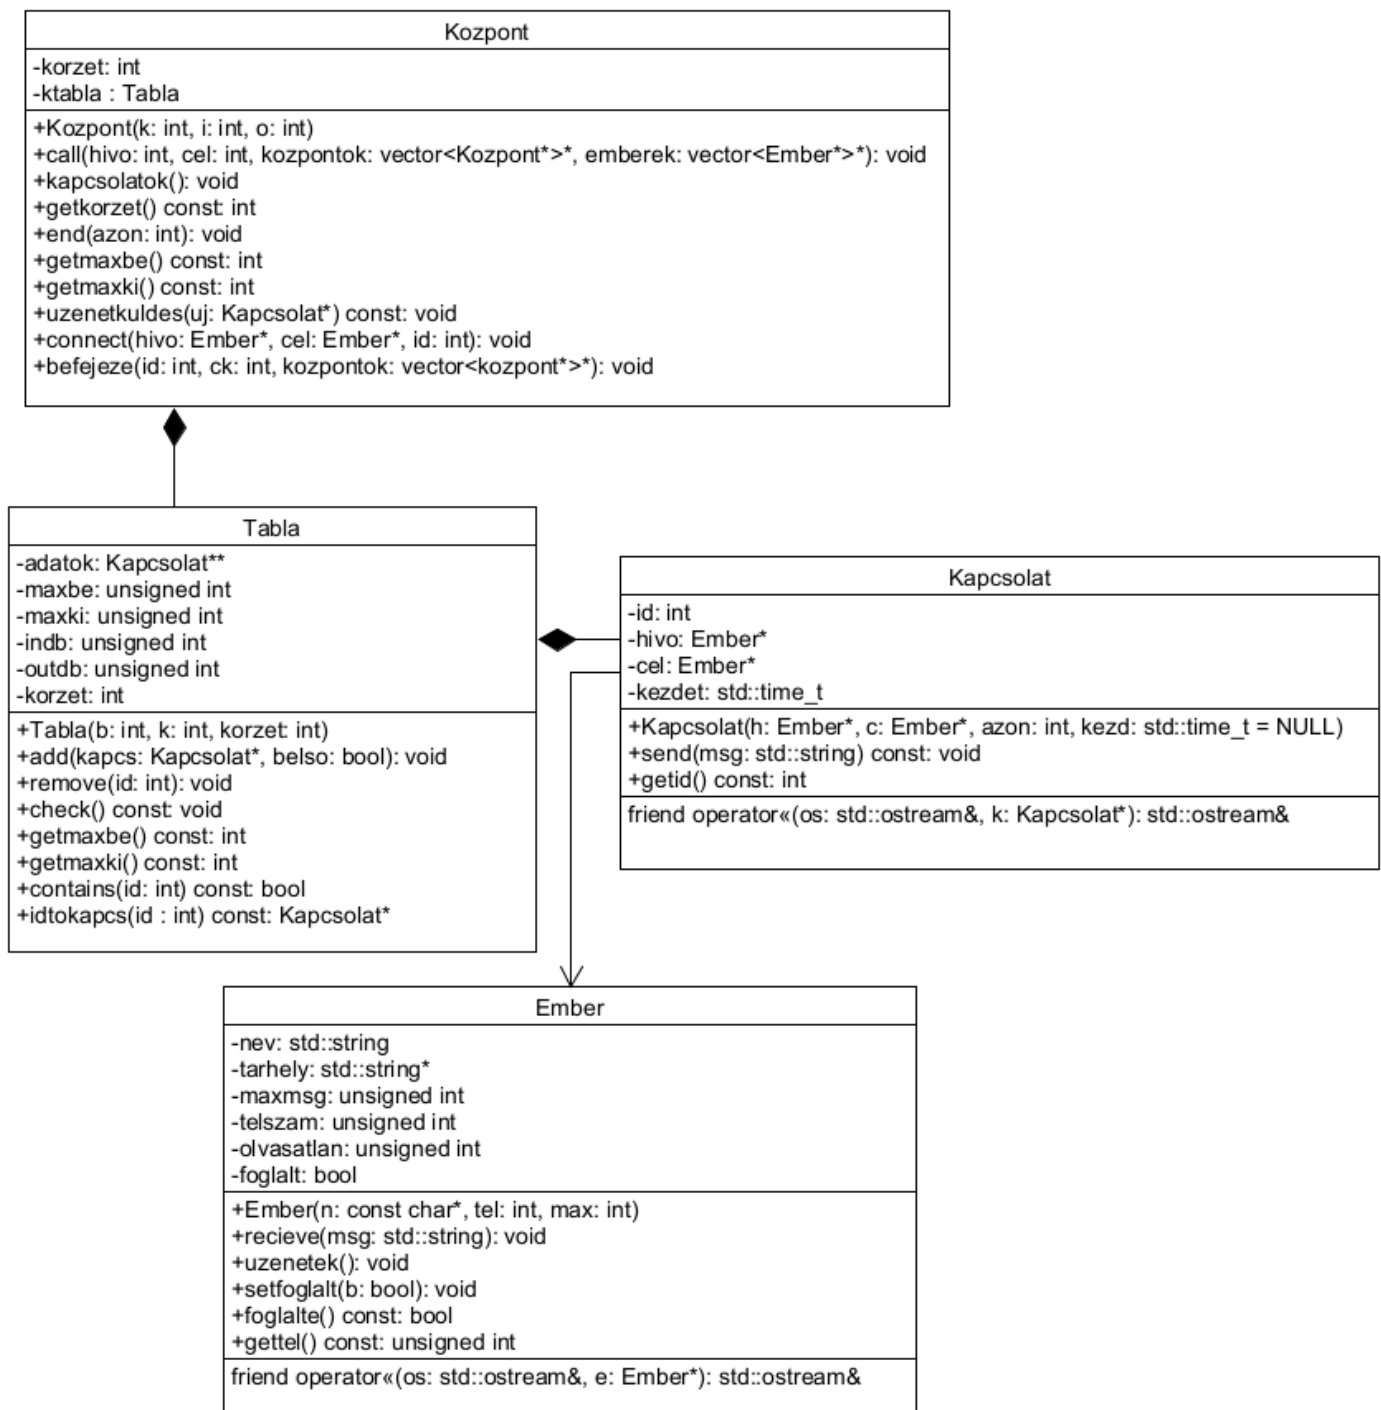 Kozpont
-korzet: int
-ktabla : Tabla
+Kozpont(k: int, i: int, o: int)
+call(hivo: int, cel: int, kozpontok: vector<Kozpont*>*, emberek: vector<Ember*>*): void
+kapcsolatok(): void
+getkorzet() const: int
+end(azon: int): void
+getmaxbe() const: int
+getmaxki() const: int
+uzenetkuldes(uj: Kapcsolat*) const: void
+connect(hivo: Ember*, cel: Ember*, id: int): void
+befejeze(id: int, ck: int, kozpontok: vector<kozpont*>*): void
Tabla
-adatok: Kapcsolat**
-maxbe: unsigned int
-maxki: unsigned int
-indb: unsigned int
-outdb: unsigned int
-korzet: int
+Tabla(b: int, k: int, korzet: int)
+add(kapcs: Kapcsolat*, belso: bool): void
+remove(id: int): void
+check() const: void
+getmaxbe() const: int
+getmaxki() const: int
+contains(id: int) const: bool
+idtokapcs(id : int) const: Kapcsolat*
Kapcsolat
-id: int
-hivo: Ember*
-cel: Ember*
-kezdet: std::time_t
+Kapcsolat(h: Ember*, c: Ember*, azon: int, kezd: std::time_t = NULL)
+send(msg: std::string) const: void
+getid() const: int
friend operator«(os: std::ostream&, k: Kapcsolat*): std::ostream&
Ember
-nev: std::string
-tarhely: std::string*
-maxmsg: unsigned int
-telszam: unsigned int
-olvasatlan: unsigned int
-foglalt: bool
+Ember(n: const char*, tel: int, max: int)
+recieve(msg: std::string): void
+uzenetek(): void
+setfoglalt(b: bool): void
+foglalte() const: bool
+gettel() const: unsigned int
friend operator«(os: std::ostream&, e: Ember*): std::ostream&